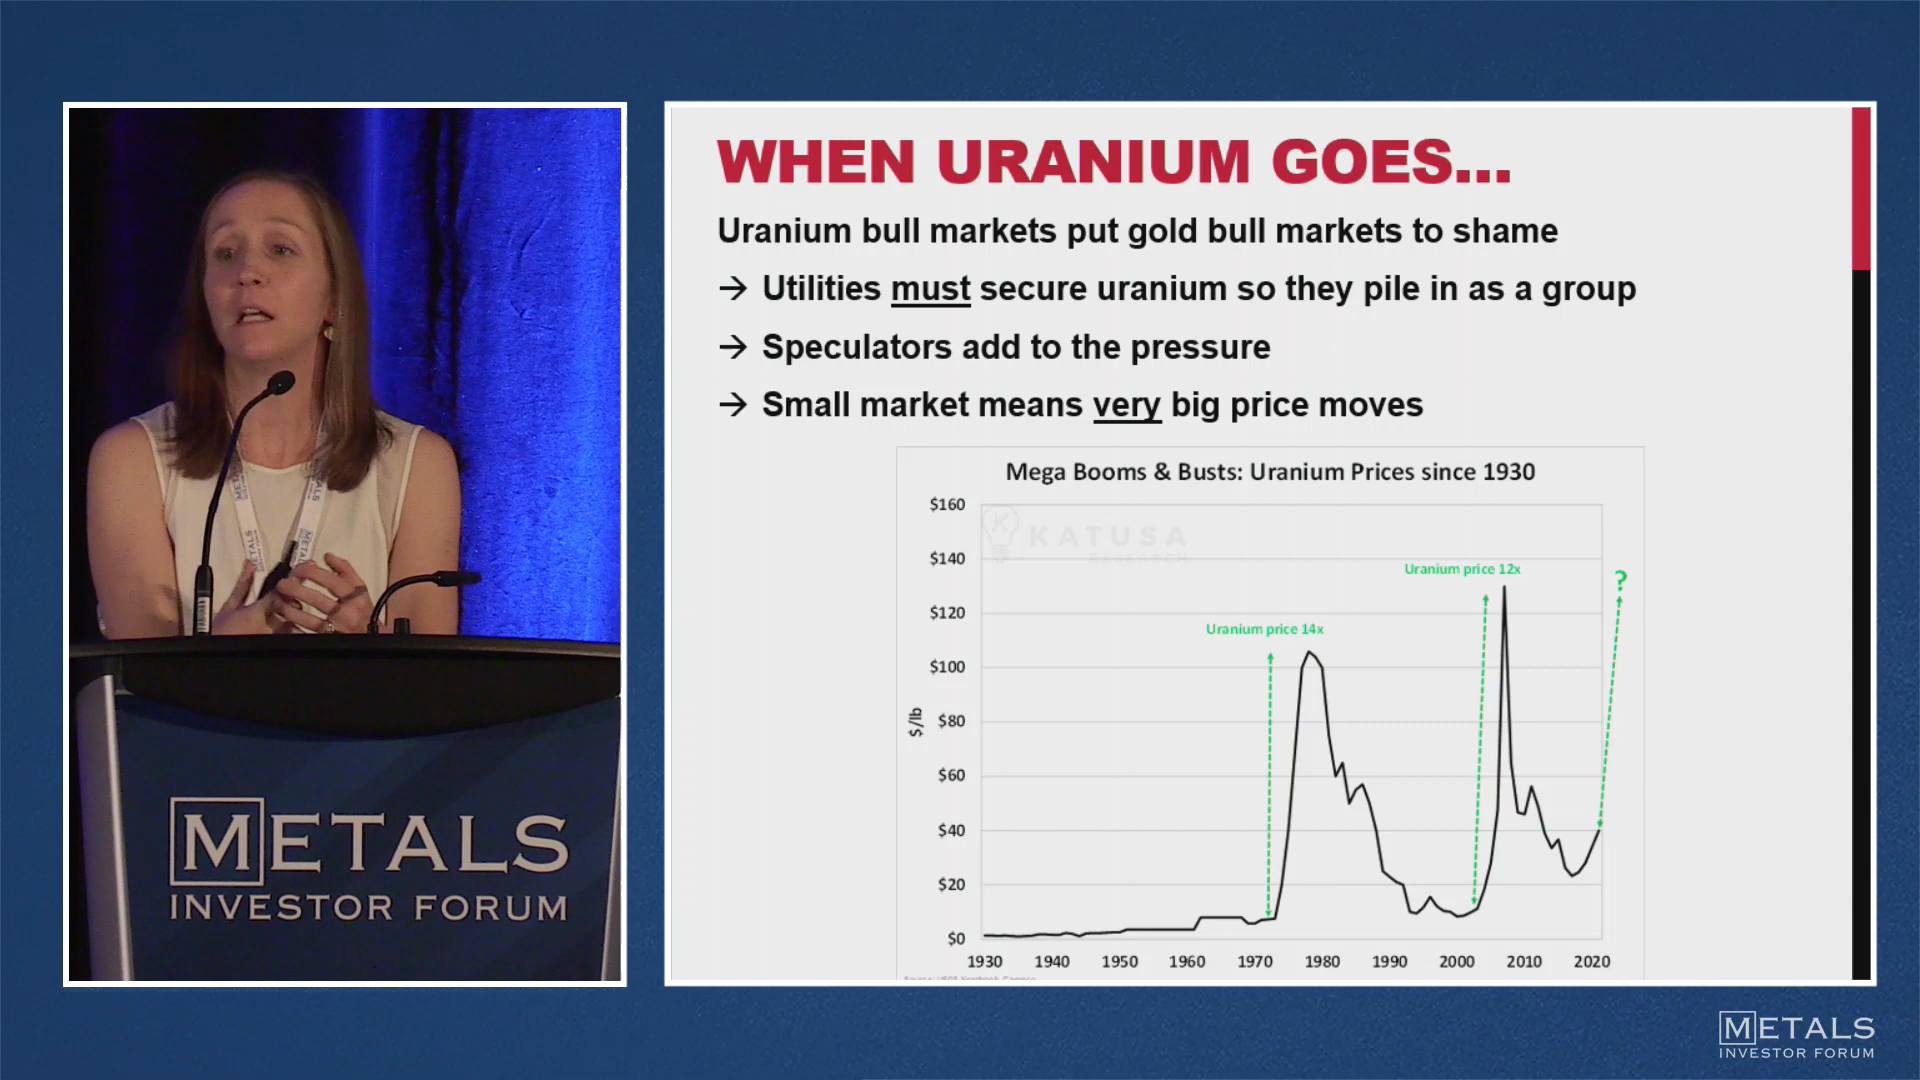 WHEN URANIUM GOES...
Uranium bull markets put gold bull markets to shame
→ Utilities must secure uranium so they pile in as a group
→ Speculators add to the pressure
→ Small market means very big price moves
Mega Booms & Busts: Uranium Prices since 1930
KATUSA
RESEARCH
$/lb
$160
$140
$120
$100
$80
$60
$40
$20
$0
Uranium price 14x
Uranium price 12x
?
1930 1940 1950 1960 1970 1980 1990 2000 2010 2020
METALS
INVESTOR FORUM
METALS
INVESTOR FORUM